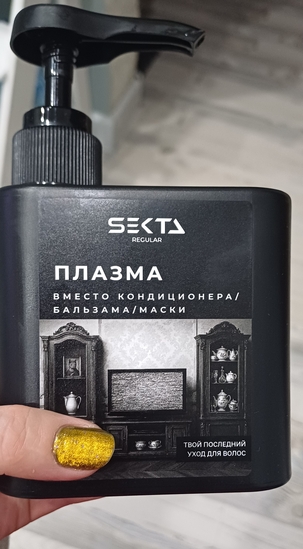 SEKTA
REGULAR
ПЛАЗМА
ВМЕСТО КОНДИЦИОНЕРА/
БАЛЬЗАМА/МАСКИ
ТВОЙ ПОСЛЕДНИЙ
УХОД ДЛЯ ВОЛОС